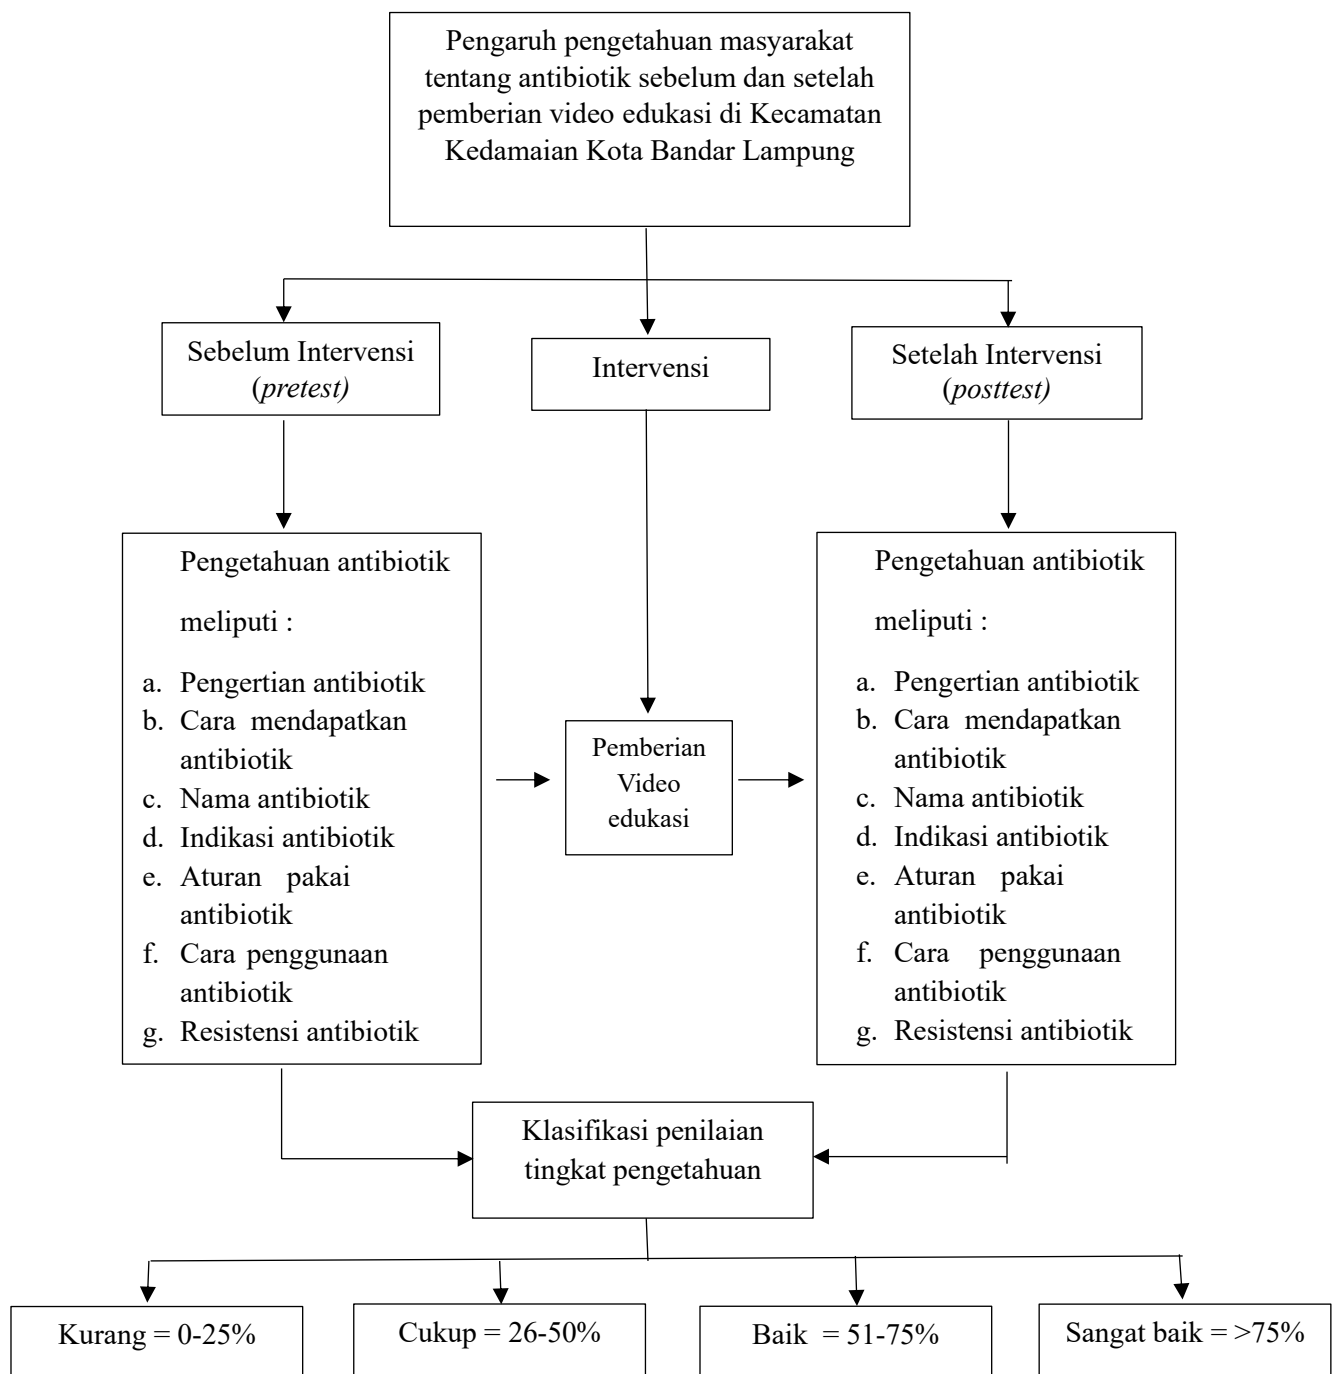 Pengaruh pengetahuan masyarakat
tentang antibiotik sebelum dan setelah
pemberian video edukasi di Kecamatan
Kedamaian Kota Bandar Lampung
Sebelum Intervensi
(pretest)
Intervensi
Setelah Intervensi
(posttest)
Pengetahuan antibiotik
meliputi :
a. Pengertian antibiotik
b. Cara mendapatkan
antibiotik
c. Nama antibiotik
d. Indikasi antibiotik
e. Aturan pakai
antibiotik
f. Cara penggunaan
antibiotik
g. Resistensi antibiotik
Pemberian
Video
edukasi
Pengetahuan antibiotik
meliputi :
a. Pengertian antibiotik
b. Cara mendapatkan
antibiotik
c. Nama antibiotik
d. Indikasi antibiotik
e. Aturan pakai
antibiotik
f. Cara penggunaan
antibiotik
g. Resistensi antibiotik
Klasifikasi penilaian
tingkat pengetahuan
Kurang = 0-25%
Cukup = 26-50%
Baik = 51-75%
Sangat baik = >75%